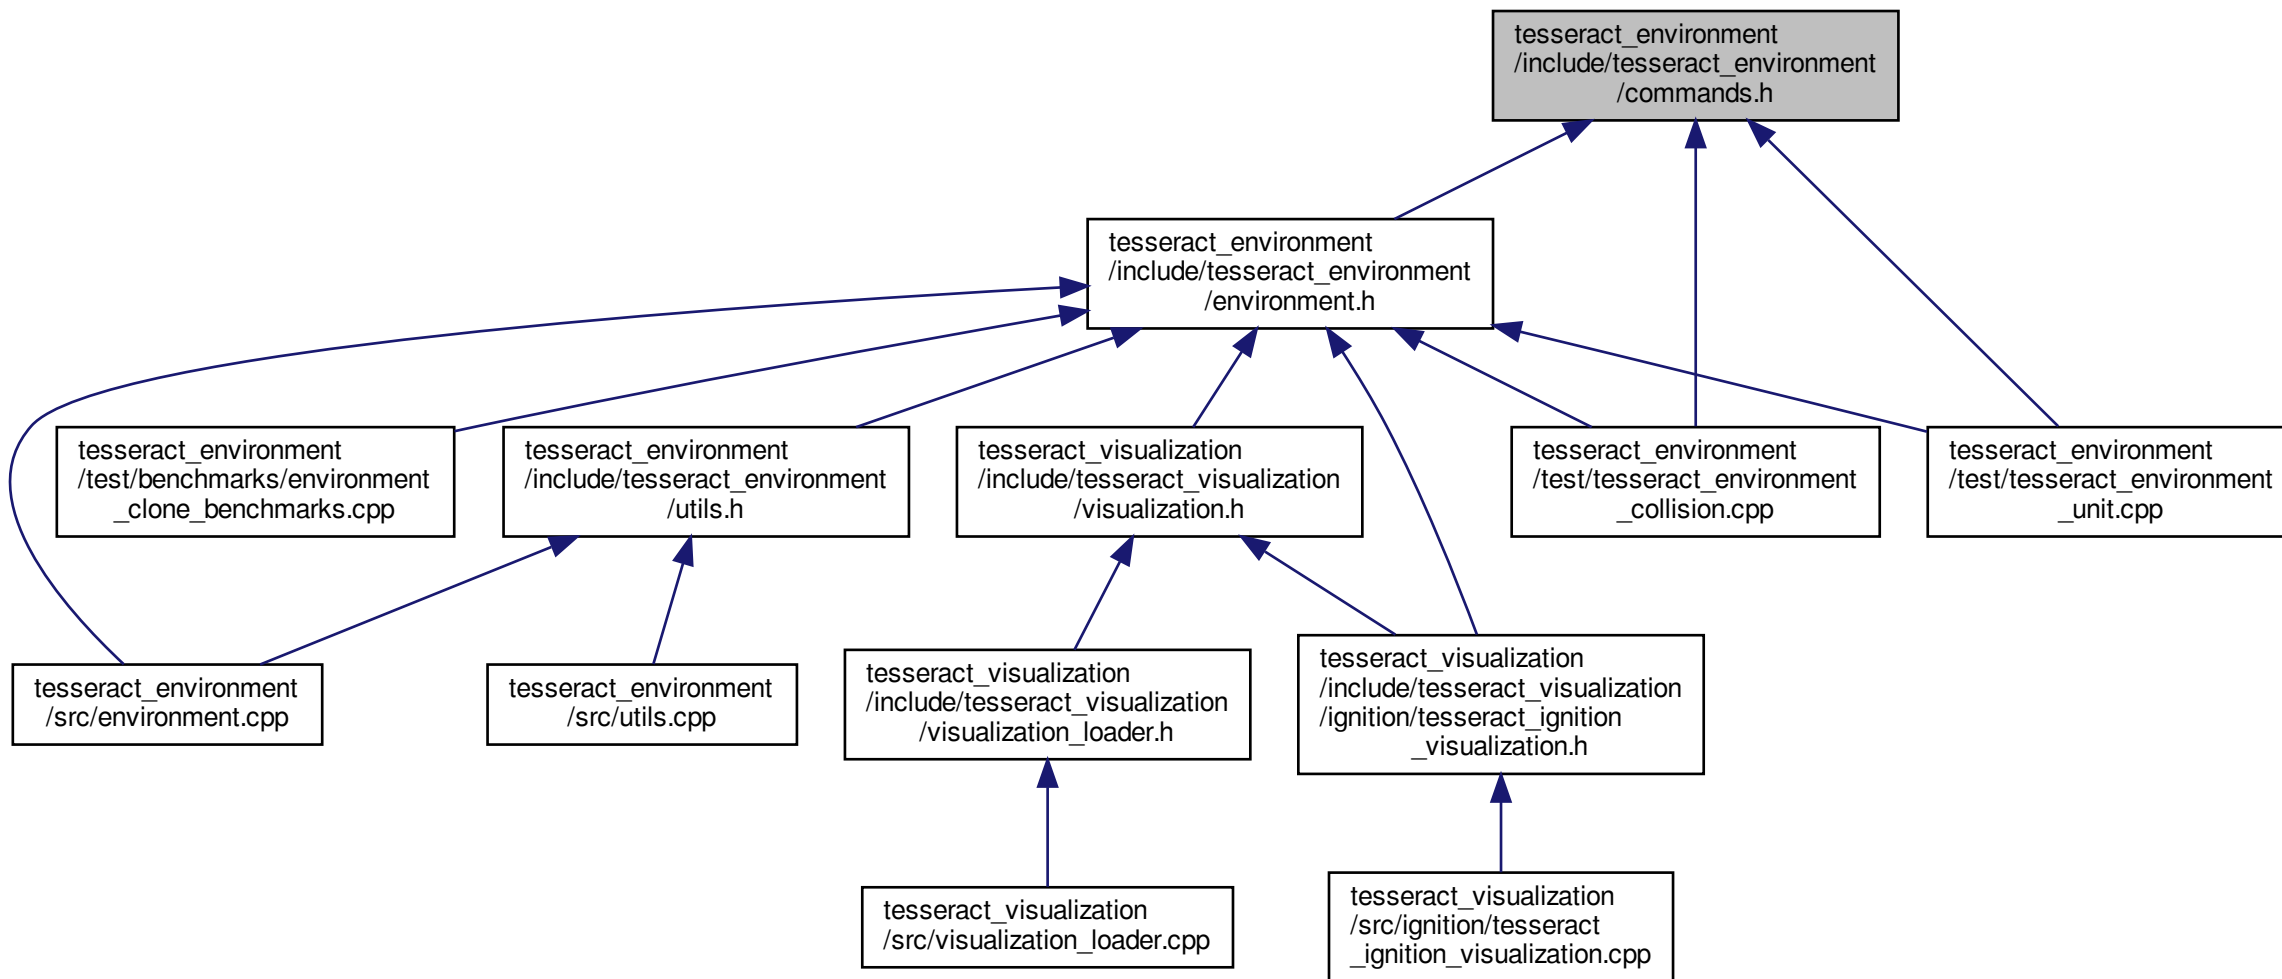 tesseract_environment
/include/tesseract_environment
/commands.h
tesseract_environment
/include/tesseract_environment
/environment.h
tesseract_environment
/test/benchmarks/environment
_clone_benchmarks.cpp
tesseract_environment
/include/tesseract_environment
/utils.h
tesseract_visualization
/include/tesseract_visualization
/visualization.h
tesseract_environment
/test/tesseract_environment
_collision.cpp
tesseract_environment
/test/tesseract_environment
_unit.cpp
tesseract_environment
/src/environment.cpp
tesseract_environment
/src/utils.cpp
tesseract_visualization
/include/tesseract_visualization
/visualization_loader.h
tesseract_visualization
/include/tesseract_visualization
/ignition/tesseract_ignition
_visualization.h
tesseract_visualization
/src/visualization_loader.cpp
tesseract_visualization
/src/ignition/tesseract
_ignition_visualization.cpp